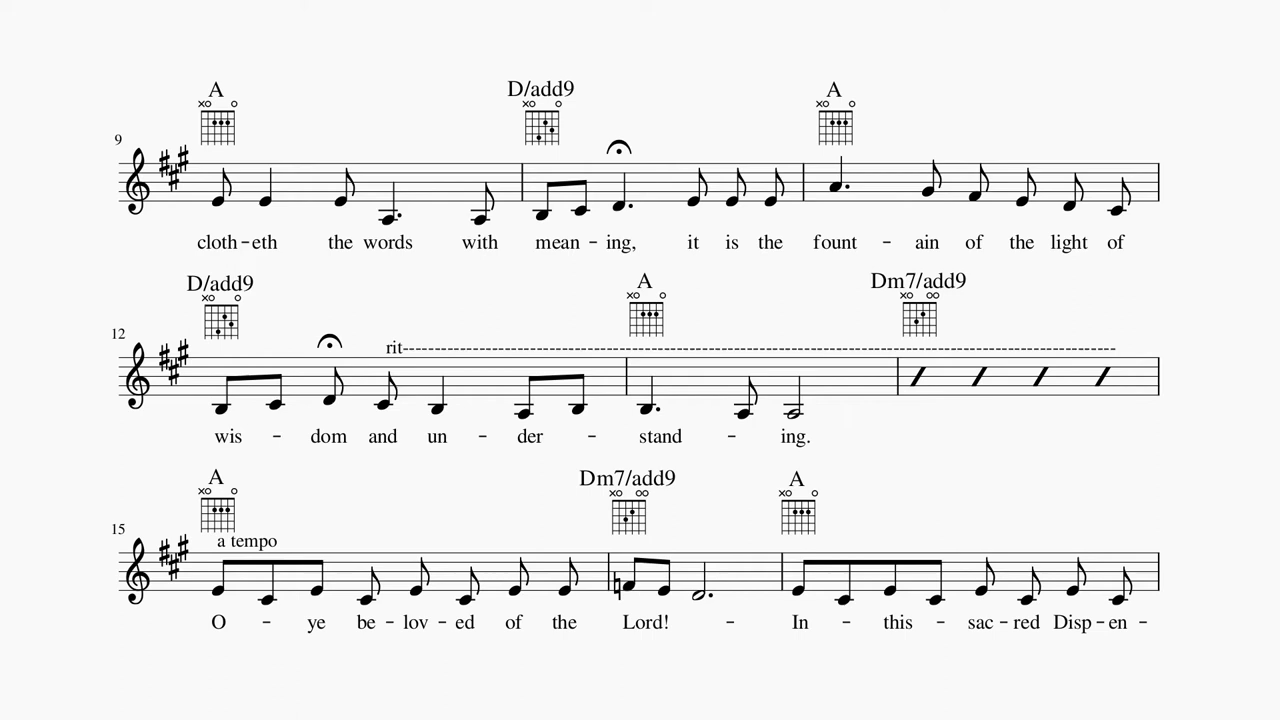 A D/add9 A
9
cloth - eth the words with mean - ing, it is the fount - ain of the light of
D/add9 A Dm7/add9
12
rit
wis - dom and un - der - stand - ing.
A Dm7/add9 A
15
a tempo
O - ye be - lov - ed of the Lord! - In - this - sac - red Disp - en -